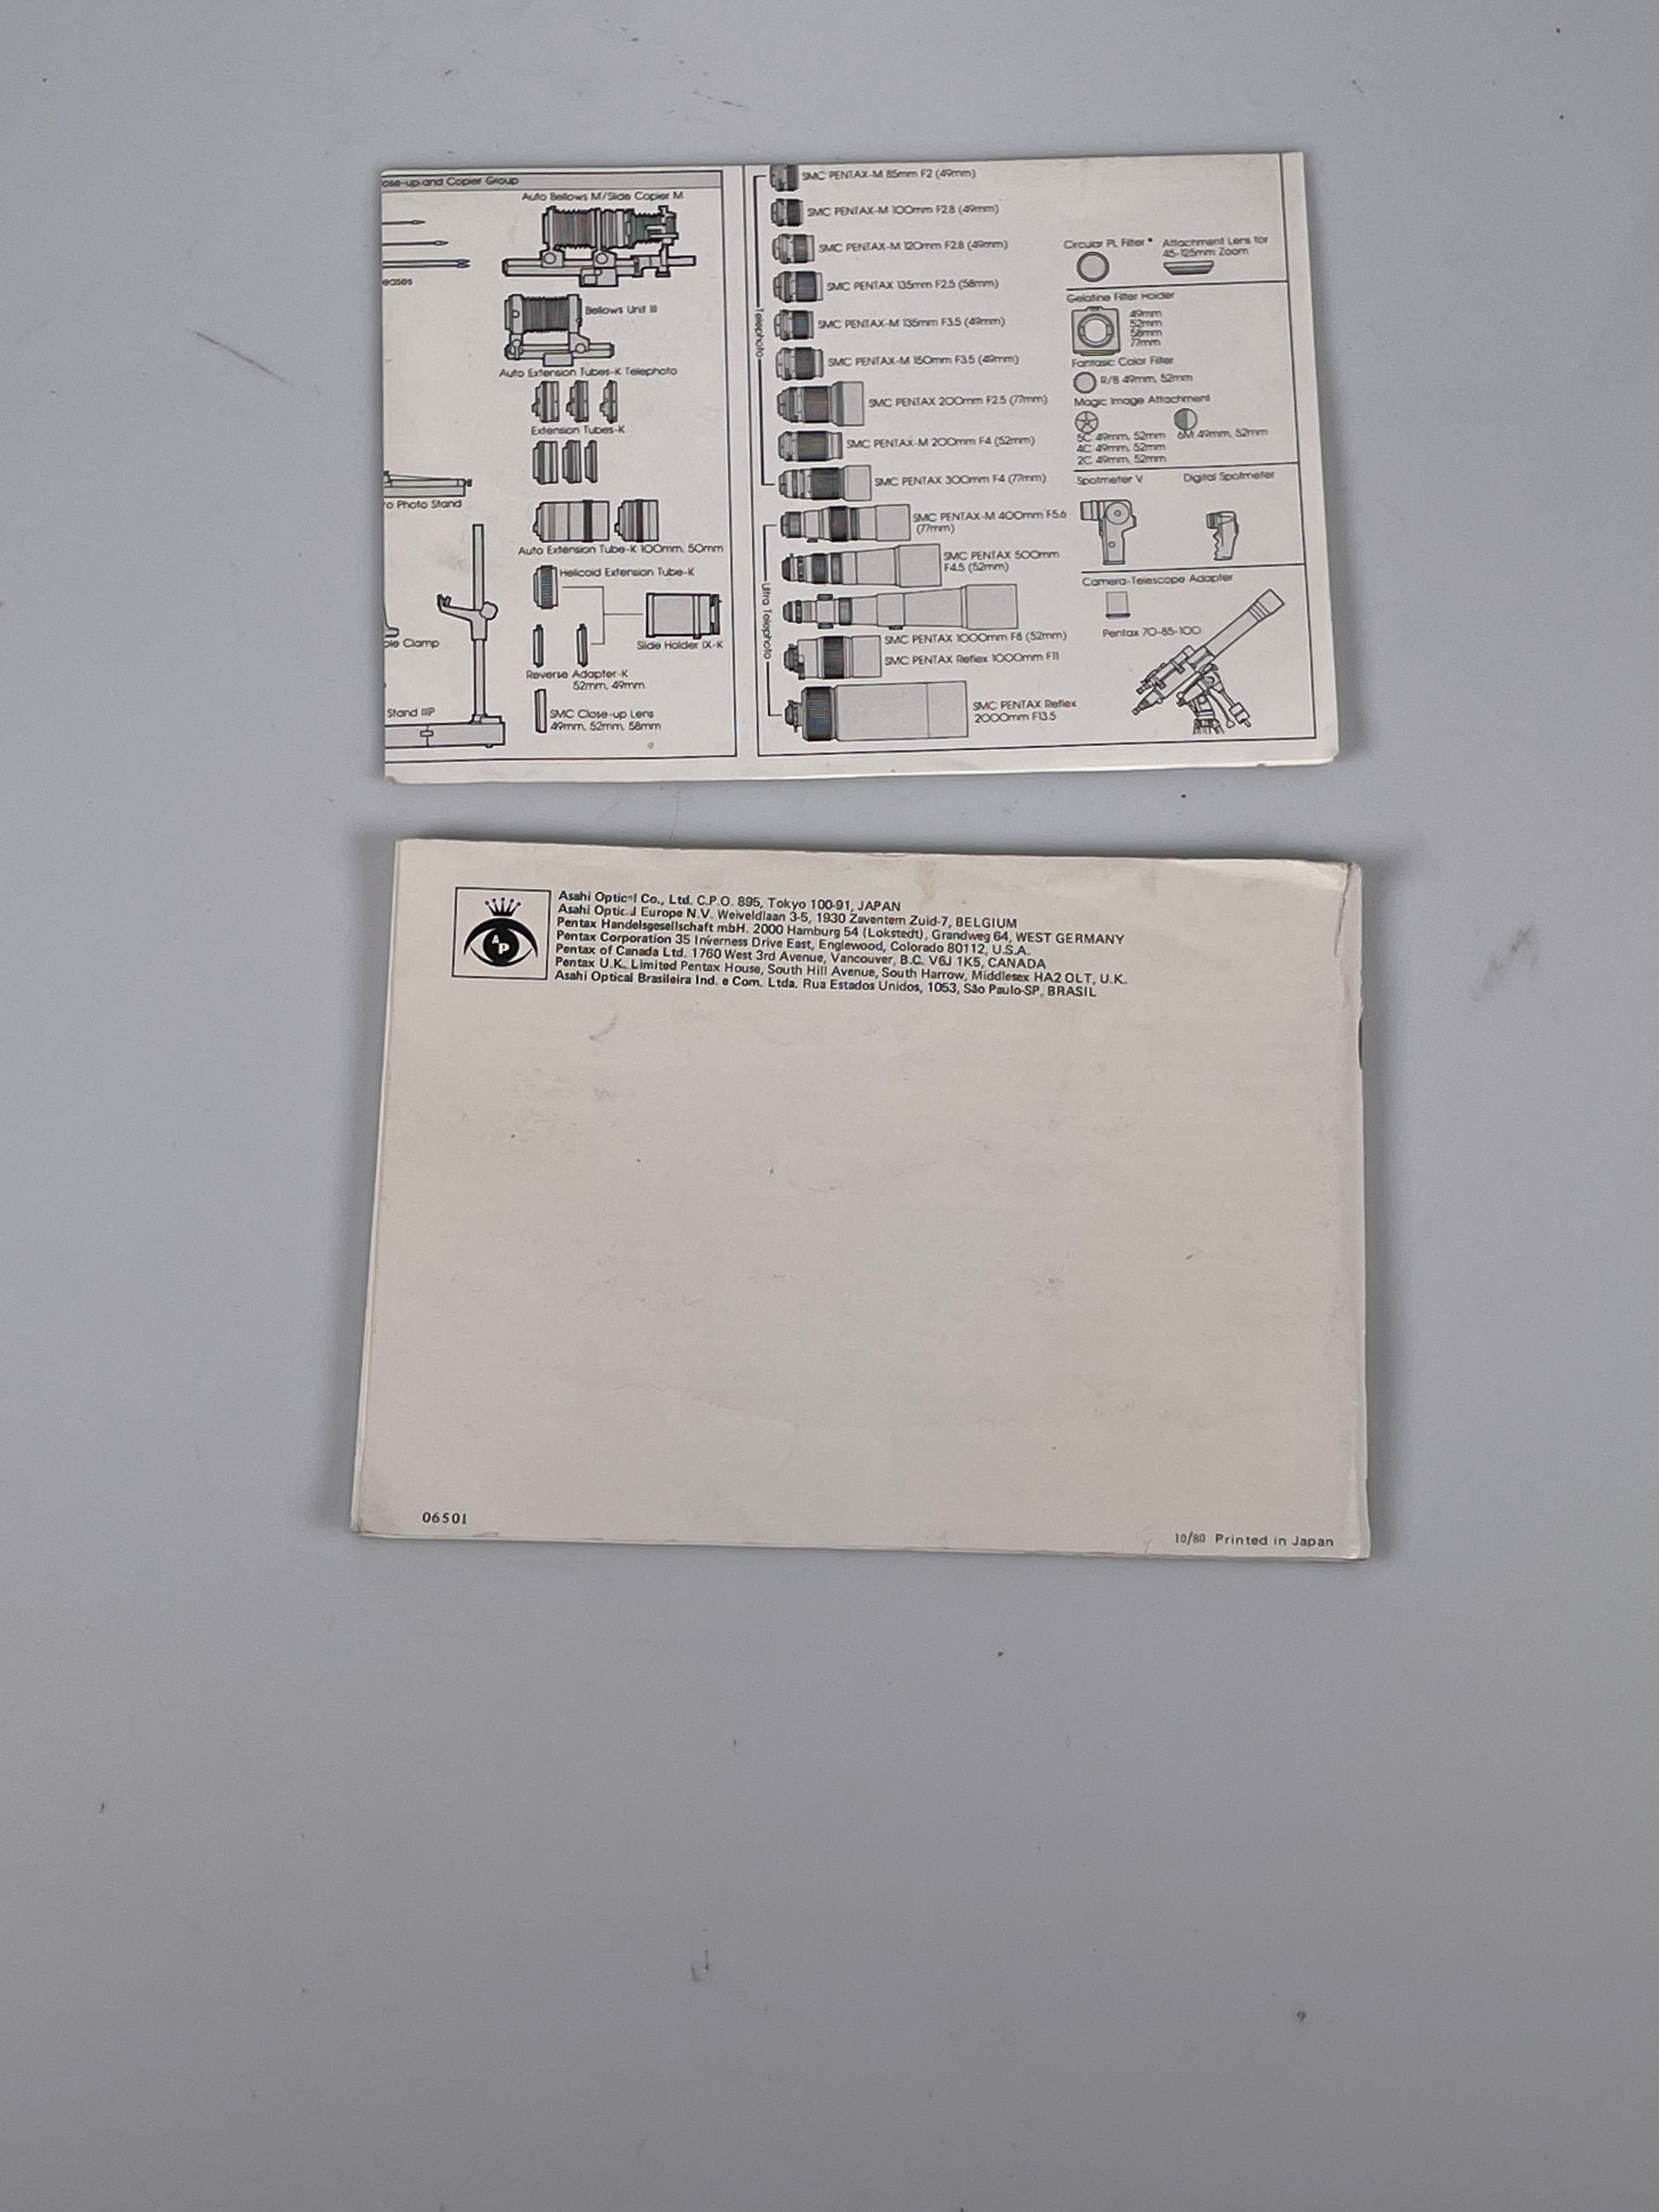 ose-up and Copier Group
Auto Bellows M/Slide Copier M
eases
Bellows Unit III
Auto Extension Tubes-K Telephoto
Extension Tubes-K
o Photo Stand
Auto Extension Tube-K 100mm, 50mm
Helicoid Extension Tube-K
ole Clamp
Slide Holder IX-K
Reverse Adapter-K
52mm, 49mm
Stand IIIP
SMC Close-up Lens
49mm, 52mm, 58mm
Telephoto
SMC PENTAX-M 85mm F2 (49mm)
SMC PENTAX-M 100mm F2.8 (49mm)
SMC PENTAX-M 120mm F2.8 (49mm)
SMC PENTAX 135mm F2.5 (58mm)
SMC PENTAX-M 135mm F3.5 (49mm)
SMC PENTAX-M 150mm F3.5 (49mm)
SMC PENTAX 200mm F2.5 (77mm)
SMC PENTAX-M 200mm F4 (52mm)
SMC PENTAX 300mm F4 (77mm)
Ultra Telephoto
SMC PENTAX-M 400mm F5.6
(77mm)
SMC PENTAX 500mm
F4.5 (52mm)
SMC PENTAX 1000mm F8 (52mm)
SMC PENTAX Reflex 1000mm F11
SMC PENTAX Reflex
2000mm F13.5
Circular PL Filter*
Attachment Lens for
45-125mm Zoom
Gelatine Filter Holder
49mm
52mm
58mm
77mm
Fantasic Color Filter
R/B 49mm, 52mm
Magic Image Attachment
5C 49mm, 52mm
4C 49mm, 52mm
2C 49mm, 52mm
6M 49mm, 52mm
Spotmeter V
Digital Spotmeter
Camera-Telescope Adapter
Pentax 70-85-100
AP
Asahi Optical Co., Ltd. C.P.O. 895, Tokyo 100-91, JAPAN
Asahi Optical Europe N.V. Weiveldlaan 3-5, 1930 Zaventem Zuid-7, BELGIUM
Pentax Handelsgesellschaft mbH. 2000 Hamburg 54 (Lokstedt), Grandweg 64, WEST GERMANY
Pentax Corporation 35 Inverness Drive East, Englewood, Colorado 80112, U.S.A.
Pentax of Canada Ltd. 1760 West 3rd Avenue, Vancouver, B.C. V6J 1K5, CANADA
Pentax U.K. Limited Pentax House, South Hill Avenue, South Harrow, Middlesex HA2 OLT, U.K.
Asahi Optical Brasileira Ind. e Com. Ltda. Rua Estados Unidos, 1053, São Paulo-SP, BRASIL
06501
10/80 Printed in Japan